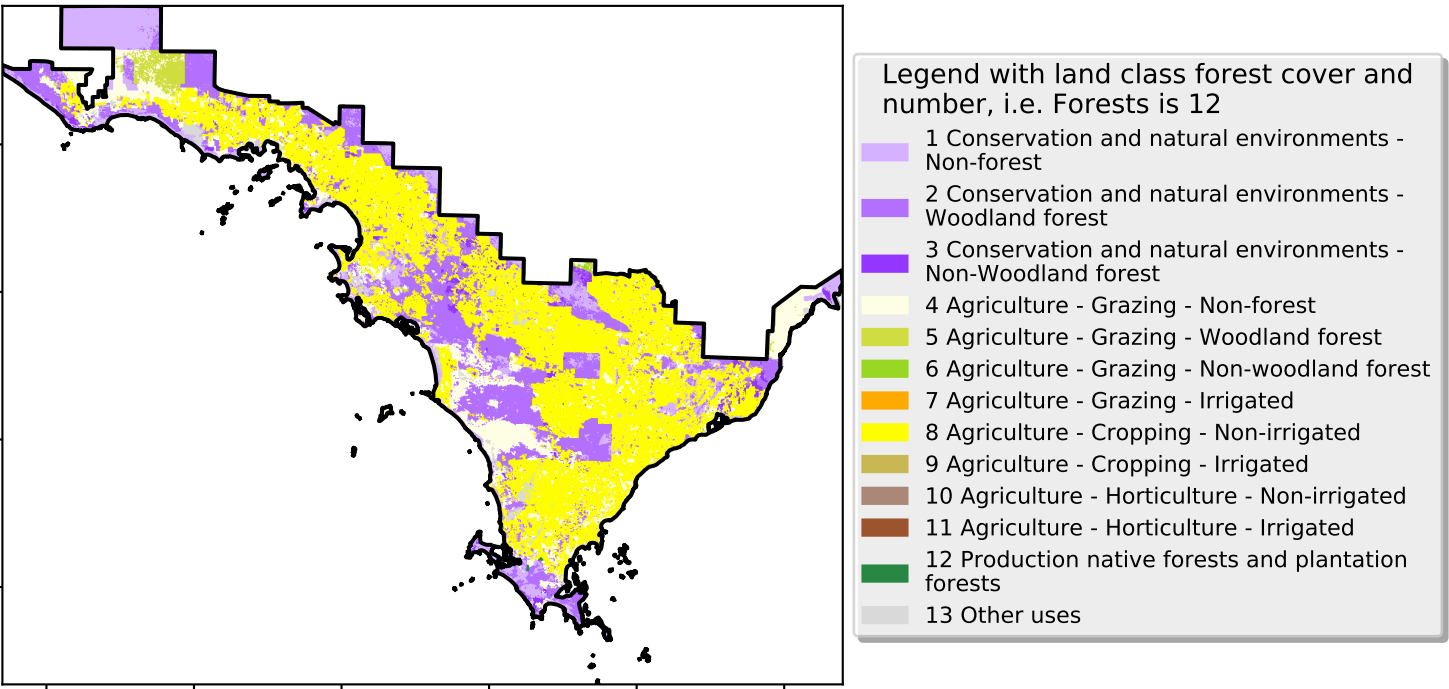 Legend with land class forest cover and
number, i.e. Forests is 12
1 Conservation and natural environments -
Non-forest
2 Conservation and natural environments -
Woodland forest
3 Conservation and natural environments -
Non-Woodland forest
4 Agriculture - Grazing - Non-forest
5 Agriculture - Grazing - Woodland forest
6 Agriculture - Grazing - Non-woodland forest
7 Agriculture - Grazing - Irrigated
8 Agriculture - Cropping - Non-irrigated
9 Agriculture - Cropping - Irrigated
10 Agriculture - Horticulture - Non-irrigated
11 Agriculture - Horticulture - Irrigated
12 Production native forests and plantation
forests
13 Other uses